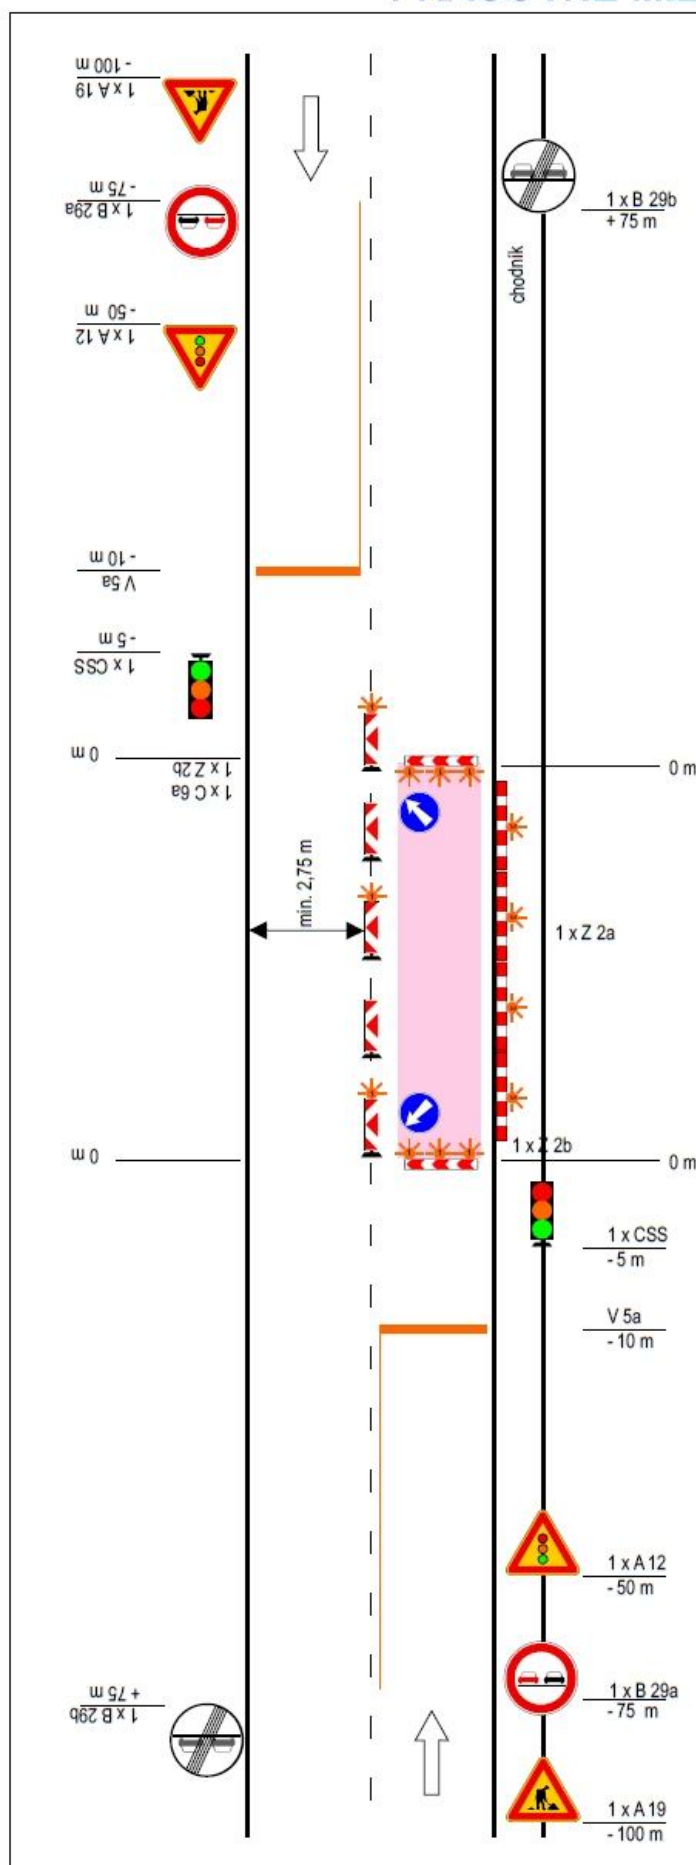 - 100 m
1 x A 19
- 75 m
1 x B 29a
- 50 m
1 x A 12
- 10 m
V 5a
- 5 m
1 x CSS
0 m
1 x Z 2b
1 x C 6a
1 x B 29b
+ 75 m
chodník
min. 2,75 m
0 m
1 x Z 2a
0 m
1 x Z 2b
0 m
1 x CSS
- 5 m
V 5a
- 10 m
1 x A 12
- 50 m
1 x B 29a
- 75 m
+ 75 m
1 x B 29b
1 x A 19
- 100 m